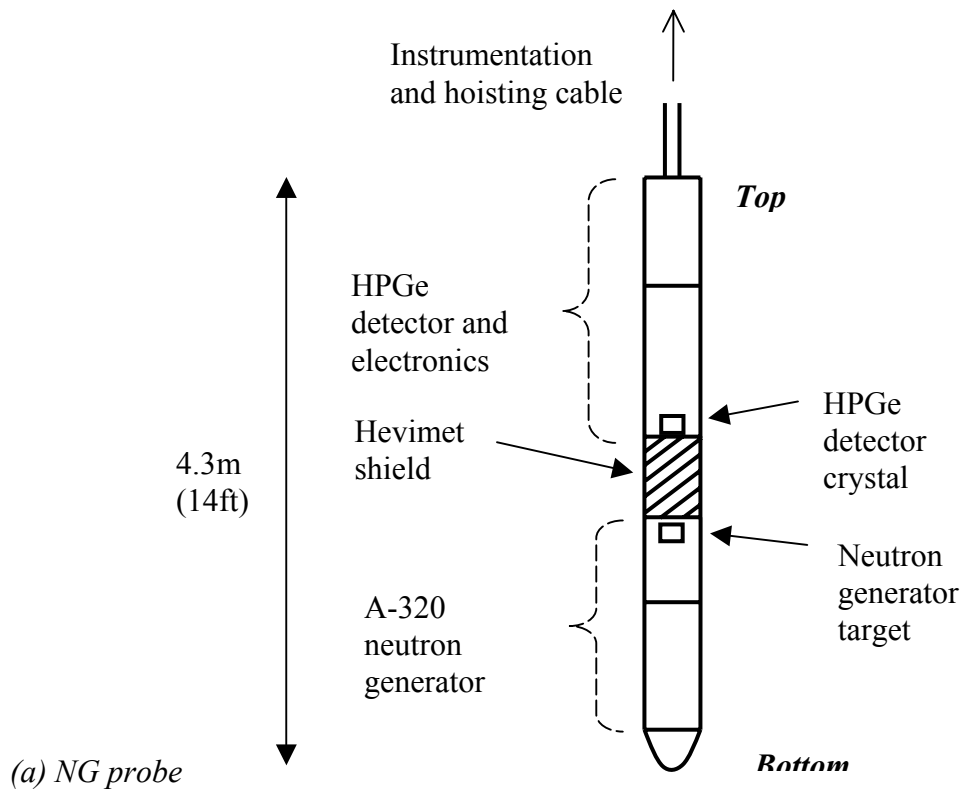 Instrumentation
and hoisting cable
Top
HPGe
detector and
electronics
HPGe
detector
crystal
Hevimet
shield
4.3m
(14ft)
Neutron
generator
target
A-320
neutron
generator
Bottom
(a) NG probe